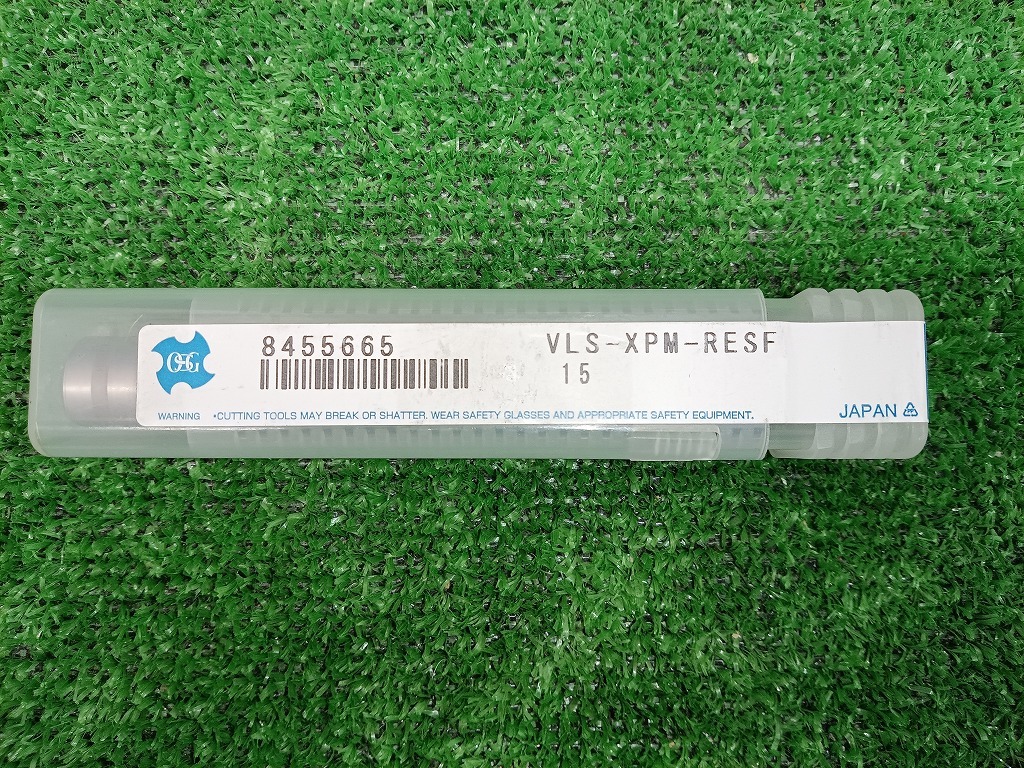 OSG
8455665
VLS-XPM-RESF
15
WARNING •CUTTING TOOLS MAY BREAK OR SHATTER. WEAR SAFETY GLASSES AND APPROPRIATE SAFETY EQUIPMENT.
JAPAN